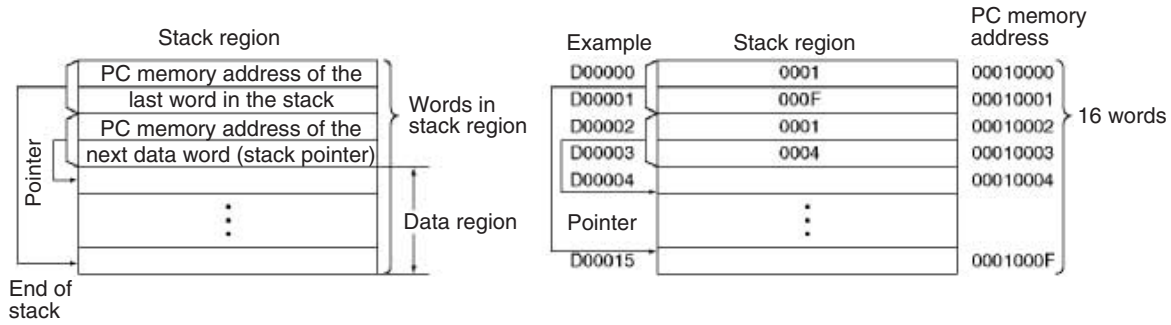 Stack region
PC memory address of the
last word in the stack
PC memory address of the
next data word (stack pointer)
Words in
stack region
Pointer
Data region
End of
stack
Example
Stack region
PC memory
address
D00000
0001
00010000
D00001
000F
00010001
D00002
0001
00010002
D00003
0004
00010003
D00004
00010004
16 words
Pointer
D00015
0001000F